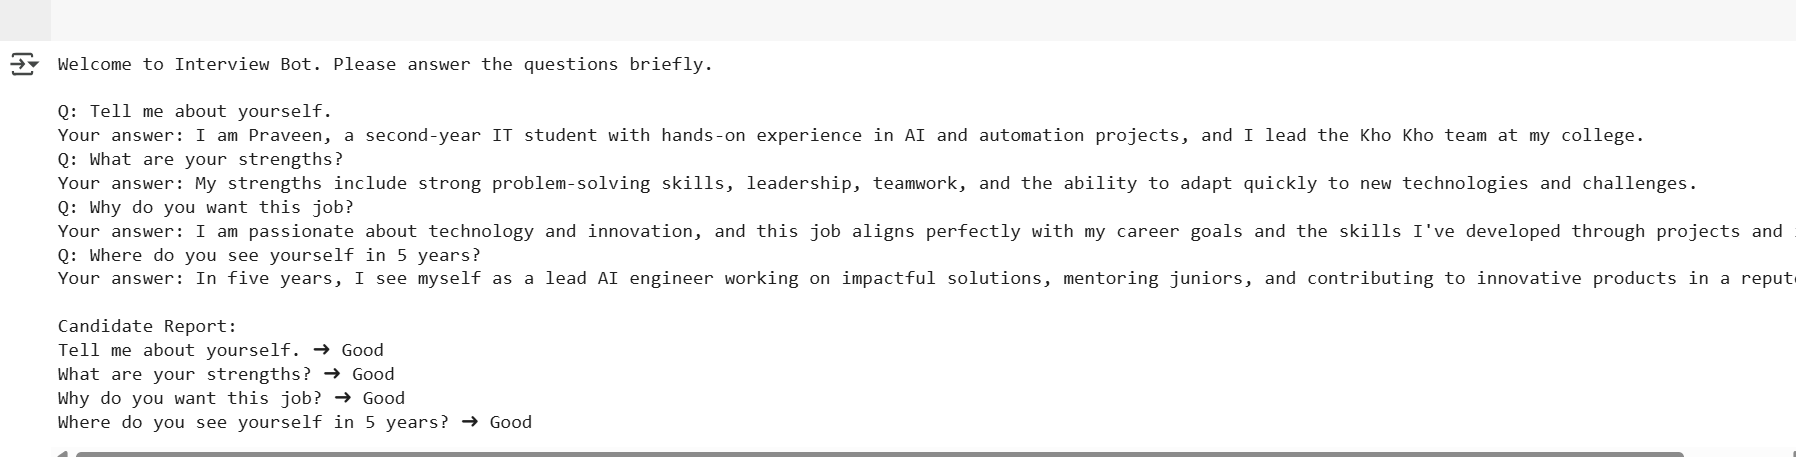 Welcome to Interview Bot. Please answer the questions briefly.
Q: Tell me about yourself.
Your answer: I am Praveen, a second-year IT student with hands-on experience in AI and automation projects, and I lead the Kho Kho team at my college.
Q: What are your strengths?
Your answer: My strengths include strong problem-solving skills, leadership, teamwork, and the ability to adapt quickly to new technologies and challenges.
Q: Why do you want this job?
Your answer: I am passionate about technology and innovation, and this job aligns perfectly with my career goals and the skills I've developed through projects and
Q: Where do you see yourself in 5 years?
Your answer: In five years, I see myself as a lead AI engineer working on impactful solutions, mentoring juniors, and contributing to innovative products in a
Candidate Report:
Tell me about yourself. → Good
What are your strengths? → Good
Why do you want this job? → Good
Where do you see yourself in 5 years? → Good